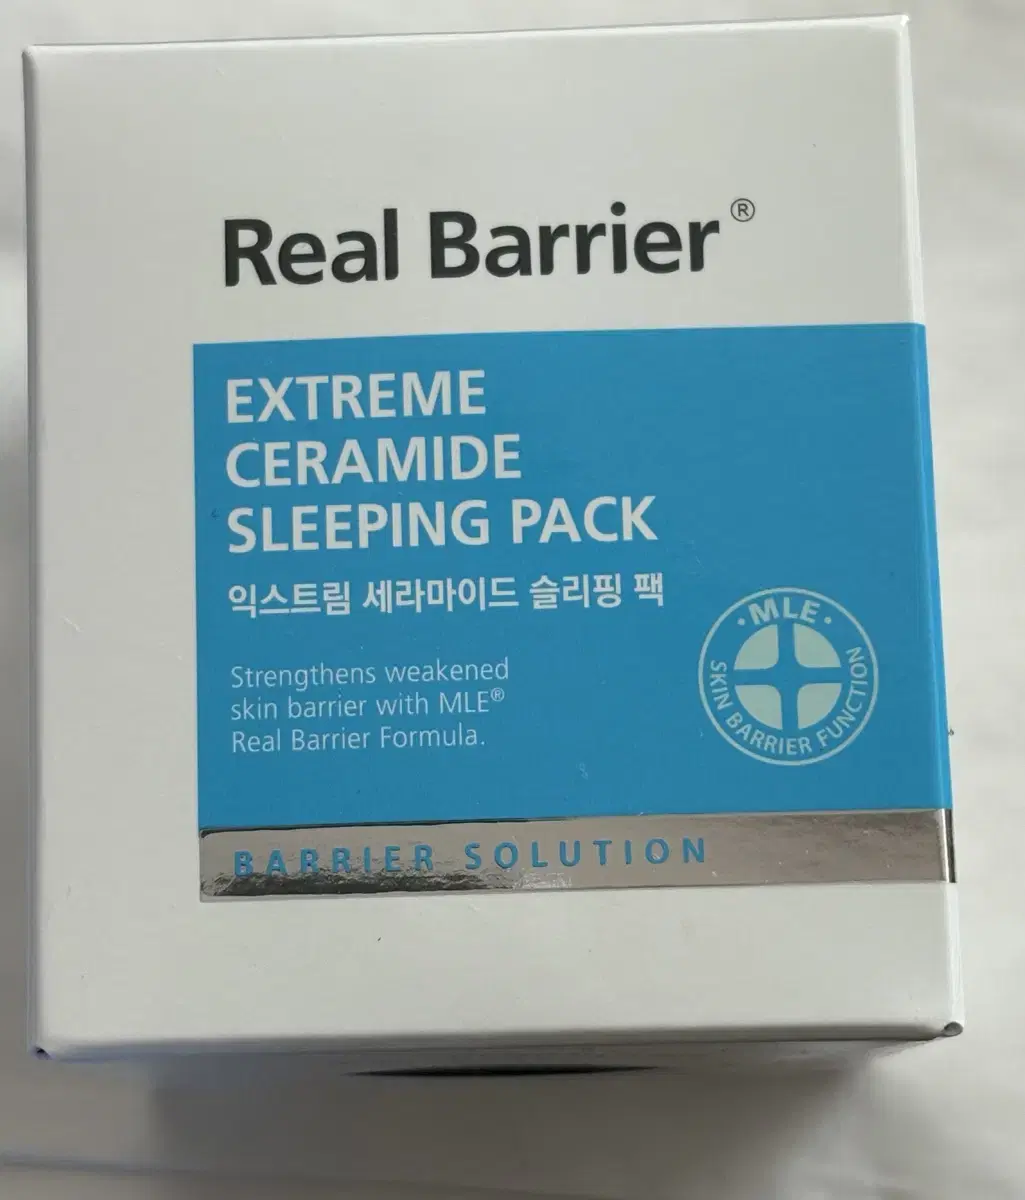 Real Barrier®
EXTREME
CERAMIDE
SLEEPING PACK
익스트림 세라마이드 슬리핑 팩
Strengthens weakened
skin barrier with MLE®
Real Barrier Formula.
· MLE ·
SKIN BARRIER FUNCTION
BARRIER SOLUTION